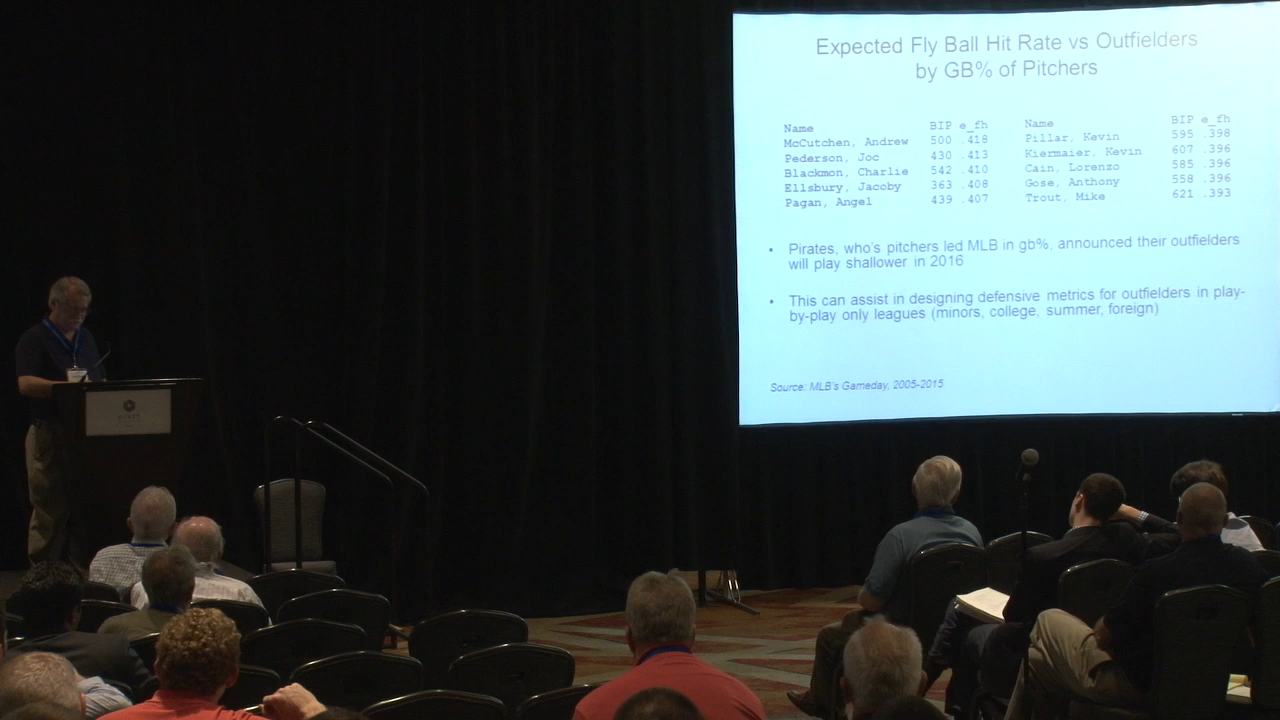 Expected Fly Ball Hit Rate vs Outfielders
by GB% of Pitchers
Name BIP e_fh
McCutchen, Andrew 500 .418
Pederson, Joc 430 .413
Blackmon, Charlie 542 .410
Ellsbury, Jacoby 363 .408
Pagan, Angel 439 .407
Name BIP e_fh
Pillar, Kevin 595 .398
Kiermaier, Kevin 607 .396
Cain, Lorenzo 585 .396
Gose, Anthony 558 .396
Trout, Mike 621 .393
• Pirates, who's pitchers led MLB in gb%, announced their outfielders
will play shallower in 2016
• This can assist in designing defensive metrics for outfielders in play-
by-play only leagues (minors, college, summer, foreign)
Source: MLB's Gameday, 2005-2015